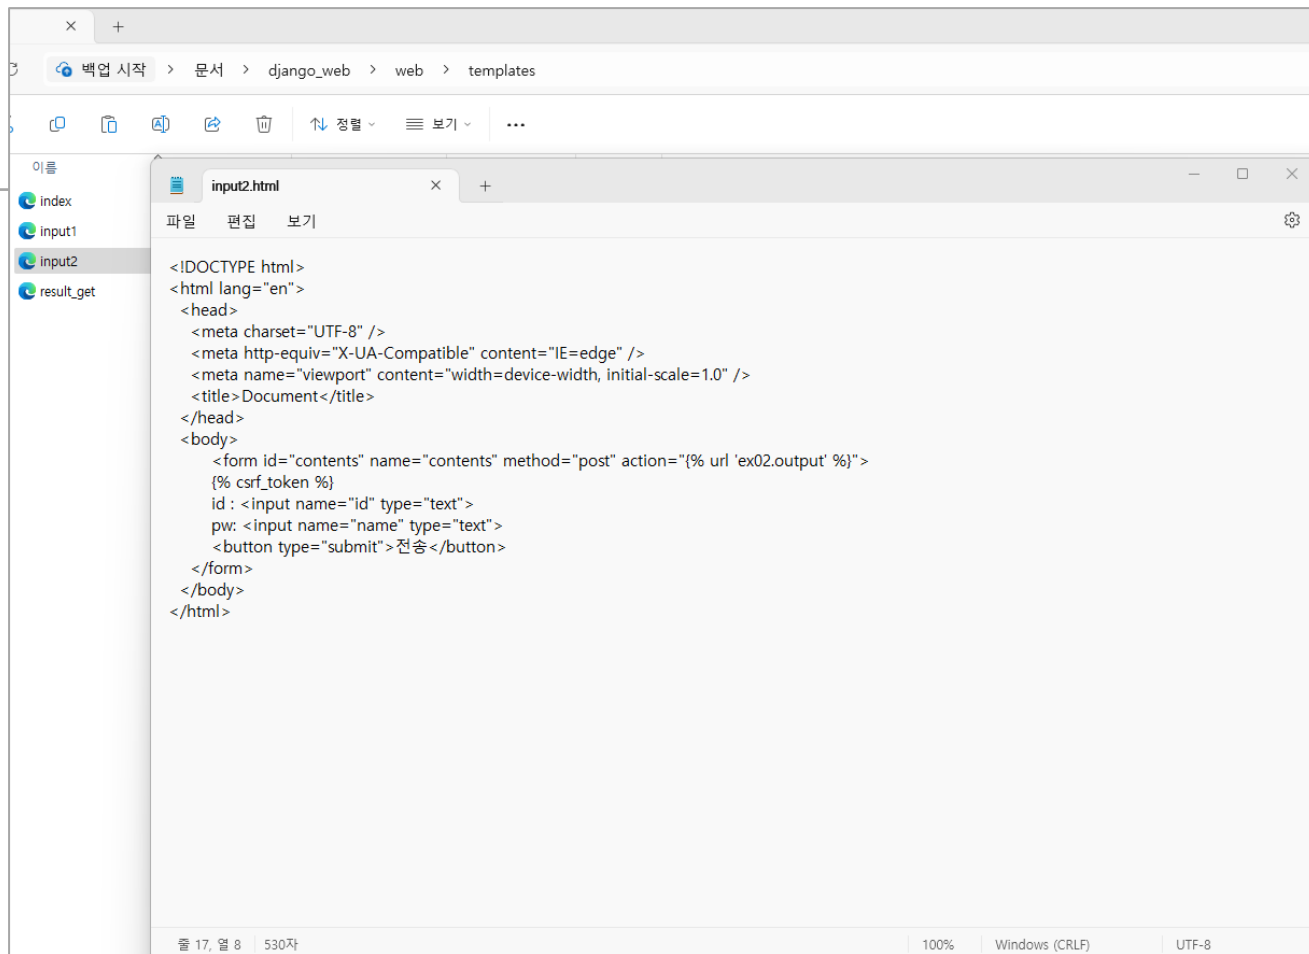 백업 시작 > 문서 > django_web > web > templates
정렬 보기 ...
이름
index
input1
input2
result_get
input2.html
파일 편집 보기
<!DOCTYPE html>
<html lang="en">
  <head>
    <meta charset="UTF-8" />
    <meta http-equiv="X-UA-Compatible" content="IE=edge" />
    <meta name="viewport" content="width=device-width, initial-scale=1.0" />
    <title>Document</title>
  </head>
  <body>
        <form id="contents" name="contents" method="post" action="{% url 'ex02.output' %}">
        {% csrf_token %}
        id : <input name="id" type="text">
        pw: <input name="name" type="text">
        <button type="submit">전송</button>
    </form>
  </body>
</html>
줄 17, 열 8 530자 100% Windows (CRLF) UTF-8